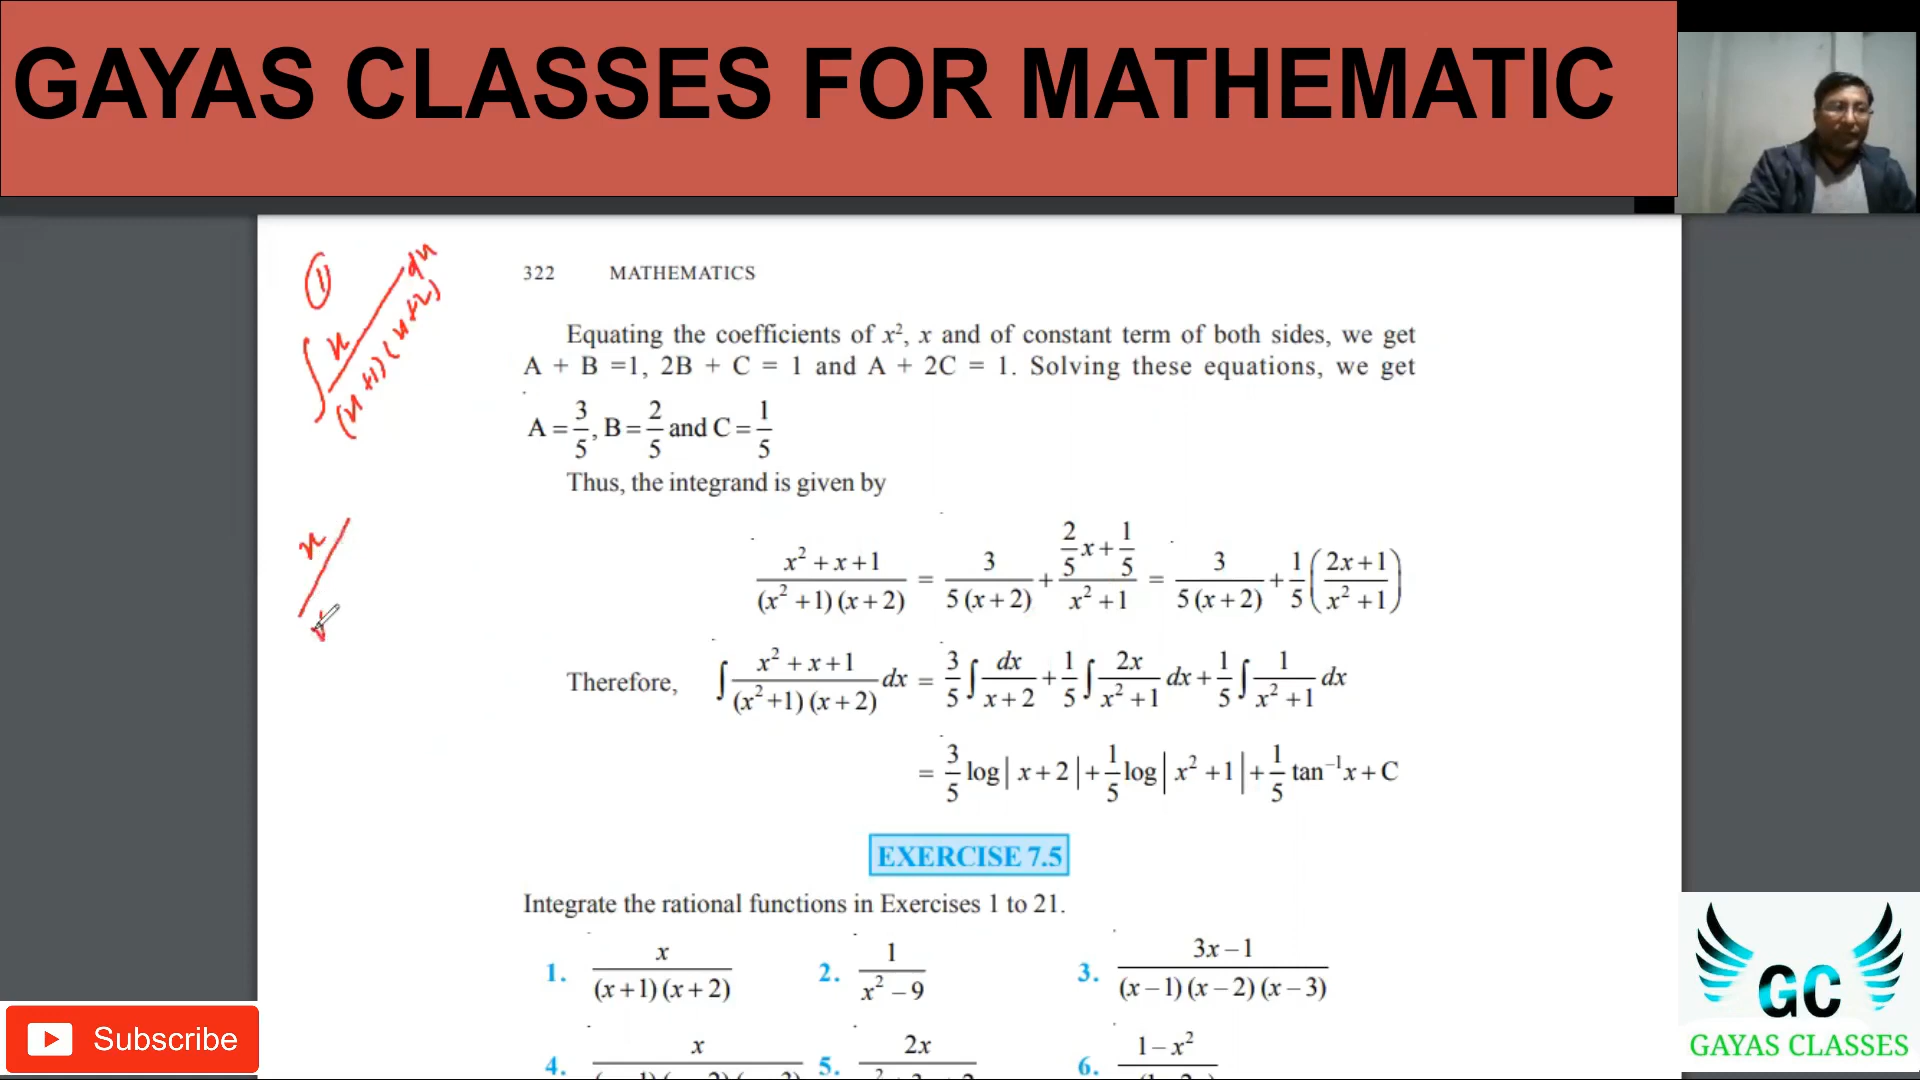 GAYAS CLASSES FOR MATHEMATIC
322 MATHEMATICS
Equating the coefficients of x², x and of constant term of both sides, we get
A + B =1, 2B + C = 1 and A + 2C = 1. Solving these equations, we get
A = 3/5, B = 2/5 and C = 1/5
Thus, the integrand is given by
(x² + x + 1)/((x² + 1)(x + 2)) = 3/(5(x + 2)) + (2/5 x + 1/5)/(x² + 1) = 3/(5(x + 2)) + 1/5 ((2x + 1)/(x² + 1))
Therefore, ∫ (x² + x + 1)/((x² + 1)(x + 2)) dx = 3/5 ∫ dx/(x + 2) + 1/5 ∫ 2x/(x² + 1) dx + 1/5 ∫ 1/(x² + 1) dx
= 3/5 log|x + 2| + 1/5 log|x² + 1| + 1/5 tan⁻¹x + C
EXERCISE 7.5
Integrate the rational functions in Exercises 1 to 21.
1. x/((x + 1)(x + 2)) 2. 1/(x² − 9) 3. (3x − 1)/((x − 1)(x − 2)(x − 3))
4. x 5. 2x 6. 1 − x²
①
∫ x/((x+1)(x+2)) dx
x
Subscribe
GC
GAYAS CLASSES